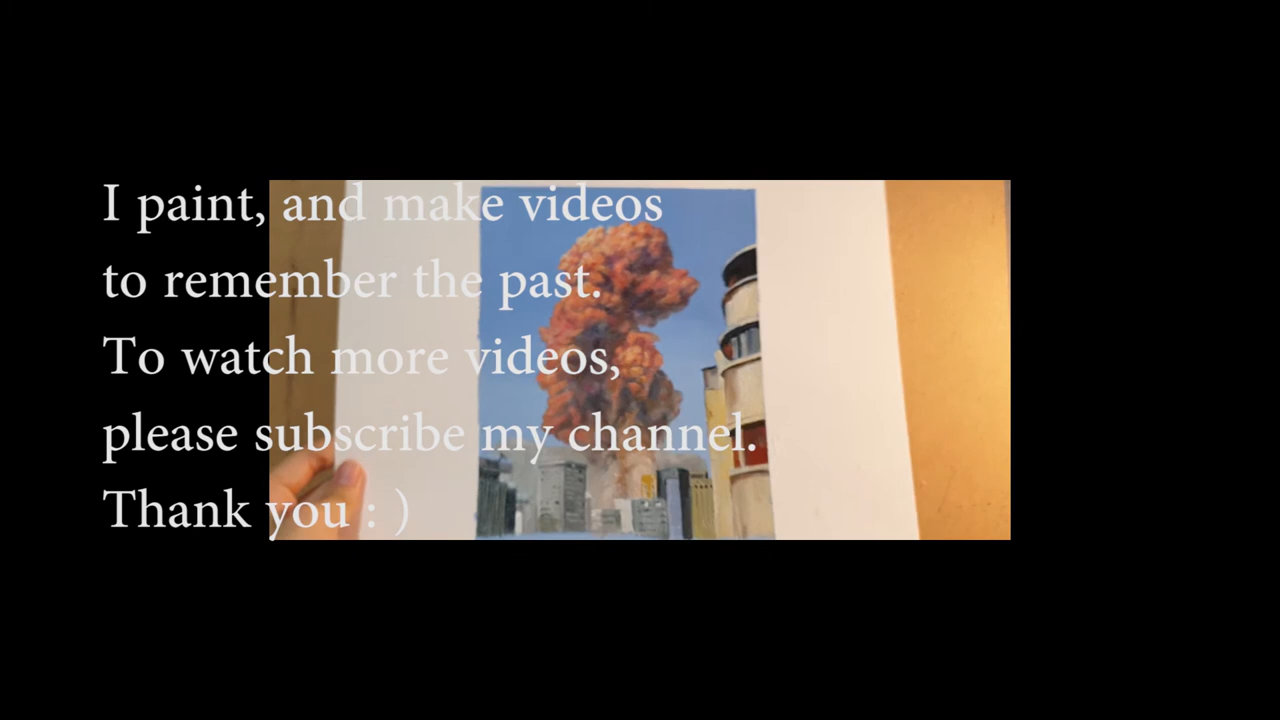 I paint, and make videos
to remember the past.
To watch more videos,
please subscribe my channel.
Thank you : )